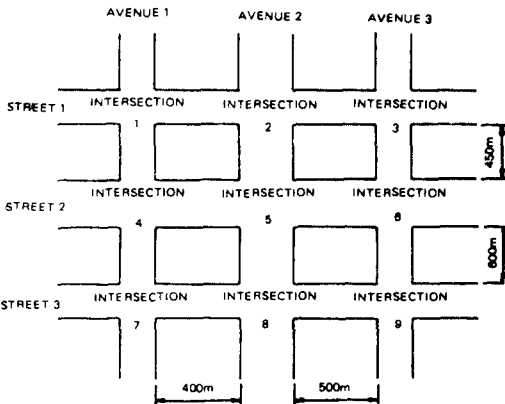 AVENUE 1 AVENUE 2 AVENUE 3
STREET 1 INTERSECTION INTERSECTION INTERSECTION
1 2 3
450m
INTERSECTION INTERSECTION INTERSECTION
STREET 2
4 5 6
600m
INTERSECTION INTERSECTION INTERSECTION
STREET 3
7 8 9
400m 500m